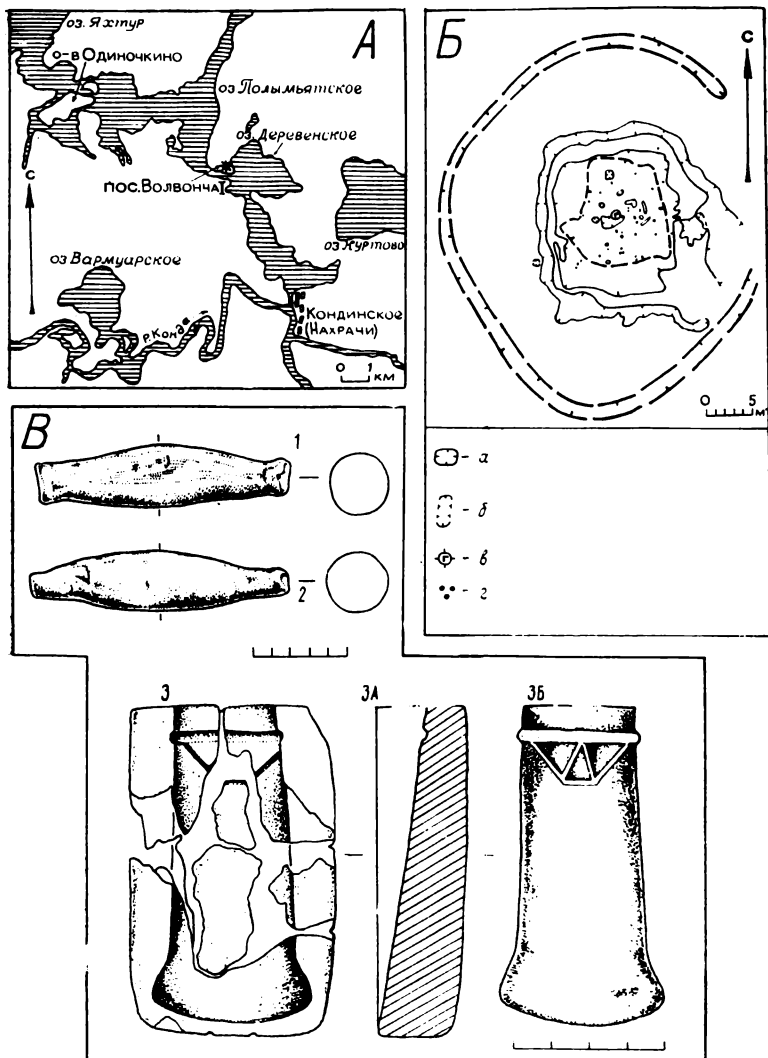 А
оз. Яхтур
о-в Одиночкино
оз Полымьятское
оз. Деревенское
пос. Волвонча I
С
оз Куртово
оз Вармуарское
р. Конда
Кондинское
(Нахрачи)
0 1
км
Б
С
0 5
м
- а
- б
г - в
- г
В
1
2
3
3А
3Б